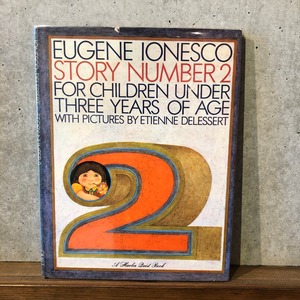 EUGENE IONESCO
STORY NUMBER 2
FOR CHILDREN UNDER
THREE YEARS OF AGE
WITH PICTURES BY ETIENNE DELESSERT
2
A Harlin Quist Book